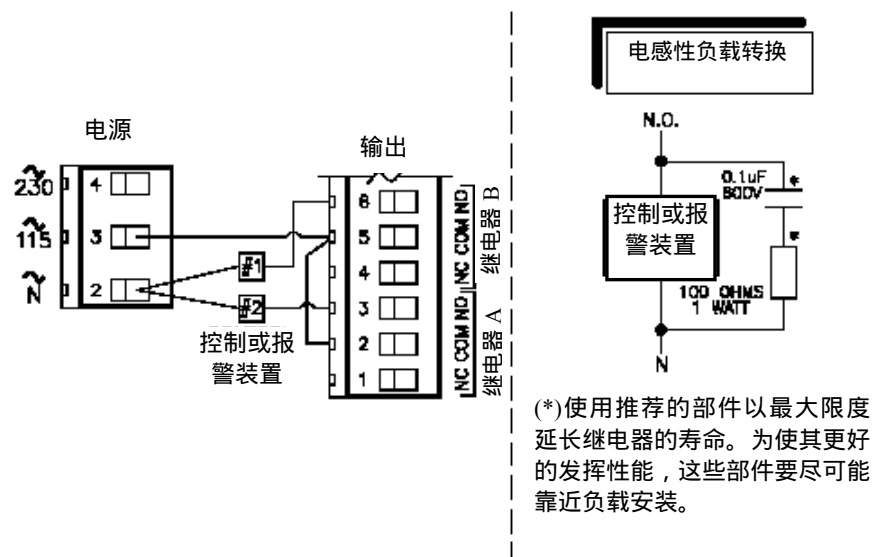 电源
~
230
4
~
115
3
~
N
2
#1
#2
控制或报
警装置
输出
6
5
4
3
2
1
NC COM NO
继电器 B
NC COM NO
继电器 A
电感性负载转换
N.O.
0.1uF
600V
*
控制或报
警装置
*
100 OHMS
1 WATT
N
(*)使用推荐的部件以最大限度
延长继电器的寿命。为使其更好
的发挥性能，这些部件要尽可能
靠近负载安装。